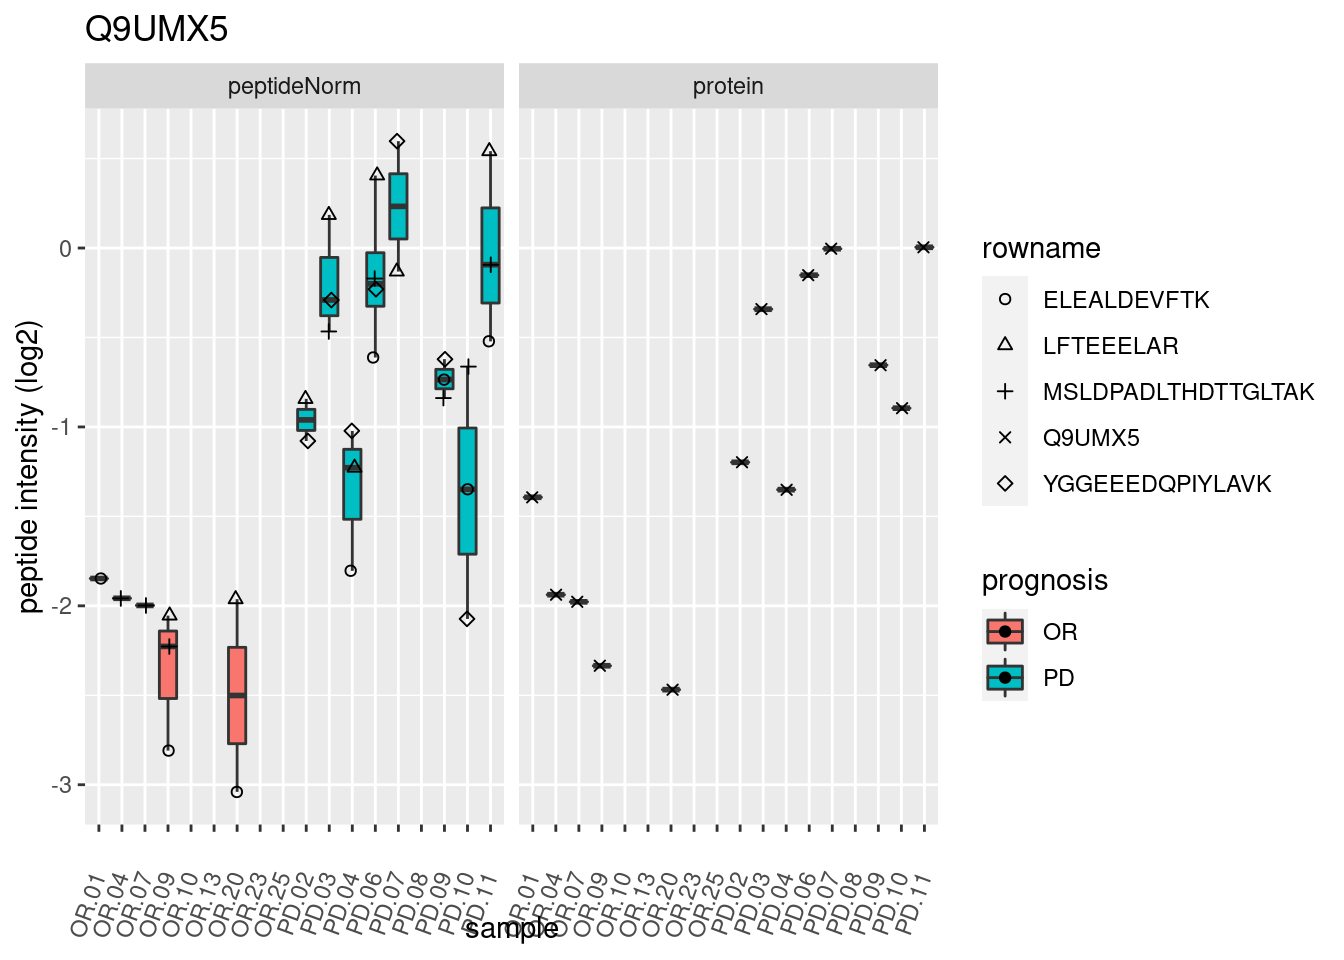 Q9UMX5
peptideNorm
protein
peptide intensity (log2)
0
-1
-2
-3
OR.01
OR.04
OR.07
OR.09
OR.10
OR.13
OR.20
OR.23
OR.25
PD.02
PD.03
PD.04
PD.06
PD.07
PD.08
PD.09
PD.10
PD.11
OR.01
OR.04
OR.07
OR.09
OR.10
OR.13
OR.20
OR.23
OR.25
PD.02
PD.03
PD.04
PD.06
PD.07
PD.08
PD.09
PD.10
PD.11
sample
rowname
ELEALDEVFTK
LFTEEELAR
MSLDPADLTHDTTGLTAK
Q9UMX5
YGGEEEDQPIYLAVK
prognosis
OR
PD